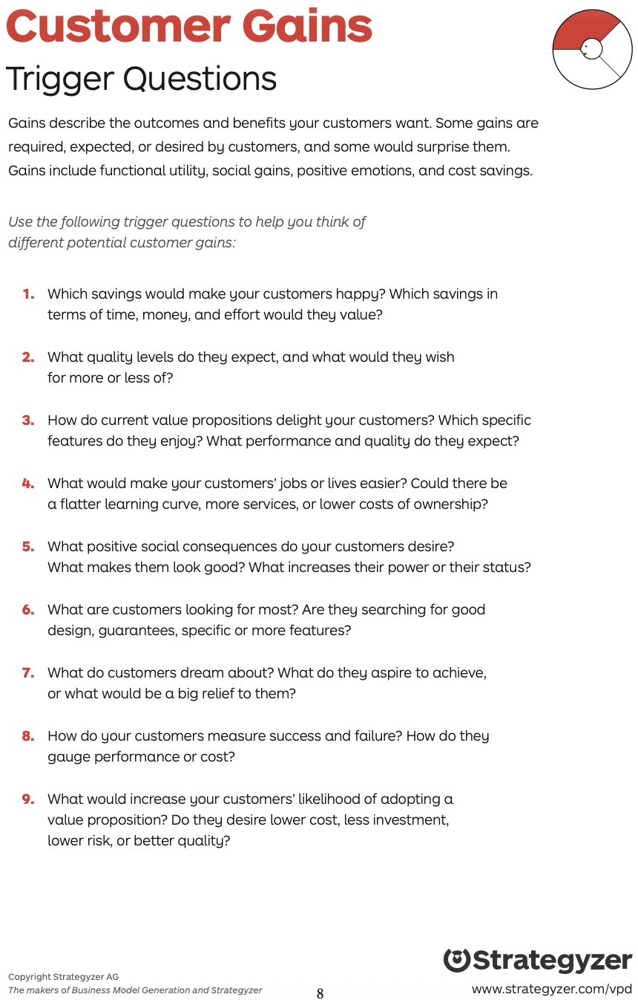 Customer Gains
Trigger Questions
Gains describe the outcomes and benefits your customers want. Some gains are
required, expected, or desired by customers, and some would surprise them.
Gains include functional utility, social gains, positive emotions, and cost savings.
Use the following trigger questions to help you think of
different potential customer gains:
1. Which savings would make your customers happy? Which savings in
terms of time, money, and effort would they value?
2. What quality levels do they expect, and what would they wish
for more or less of?
3. How do current value propositions delight your customers? Which specific
features do they enjoy? What performance and quality do they expect?
4. What would make your customers’ jobs or lives easier? Could there be
a flatter learning curve, more services, or lower costs of ownership?
5. What positive social consequences do your customers desire?
What makes them look good? What increases their power or their status?
6. What are customers looking for most? Are they searching for good
design, guarantees, specific or more features?
7. What do customers dream about? What do they aspire to achieve,
or what would be a big relief to them?
8. How do your customers measure success and failure? How do they
gauge performance or cost?
9. What would increase your customers’ likelihood of adopting a
value proposition? Do they desire lower cost, less investment,
lower risk, or better quality?
Strategyzer
Copyright Strategyzer AG
The makers of Business Model Generation and Strategyzer
8
www.strategyzer.com/vpd